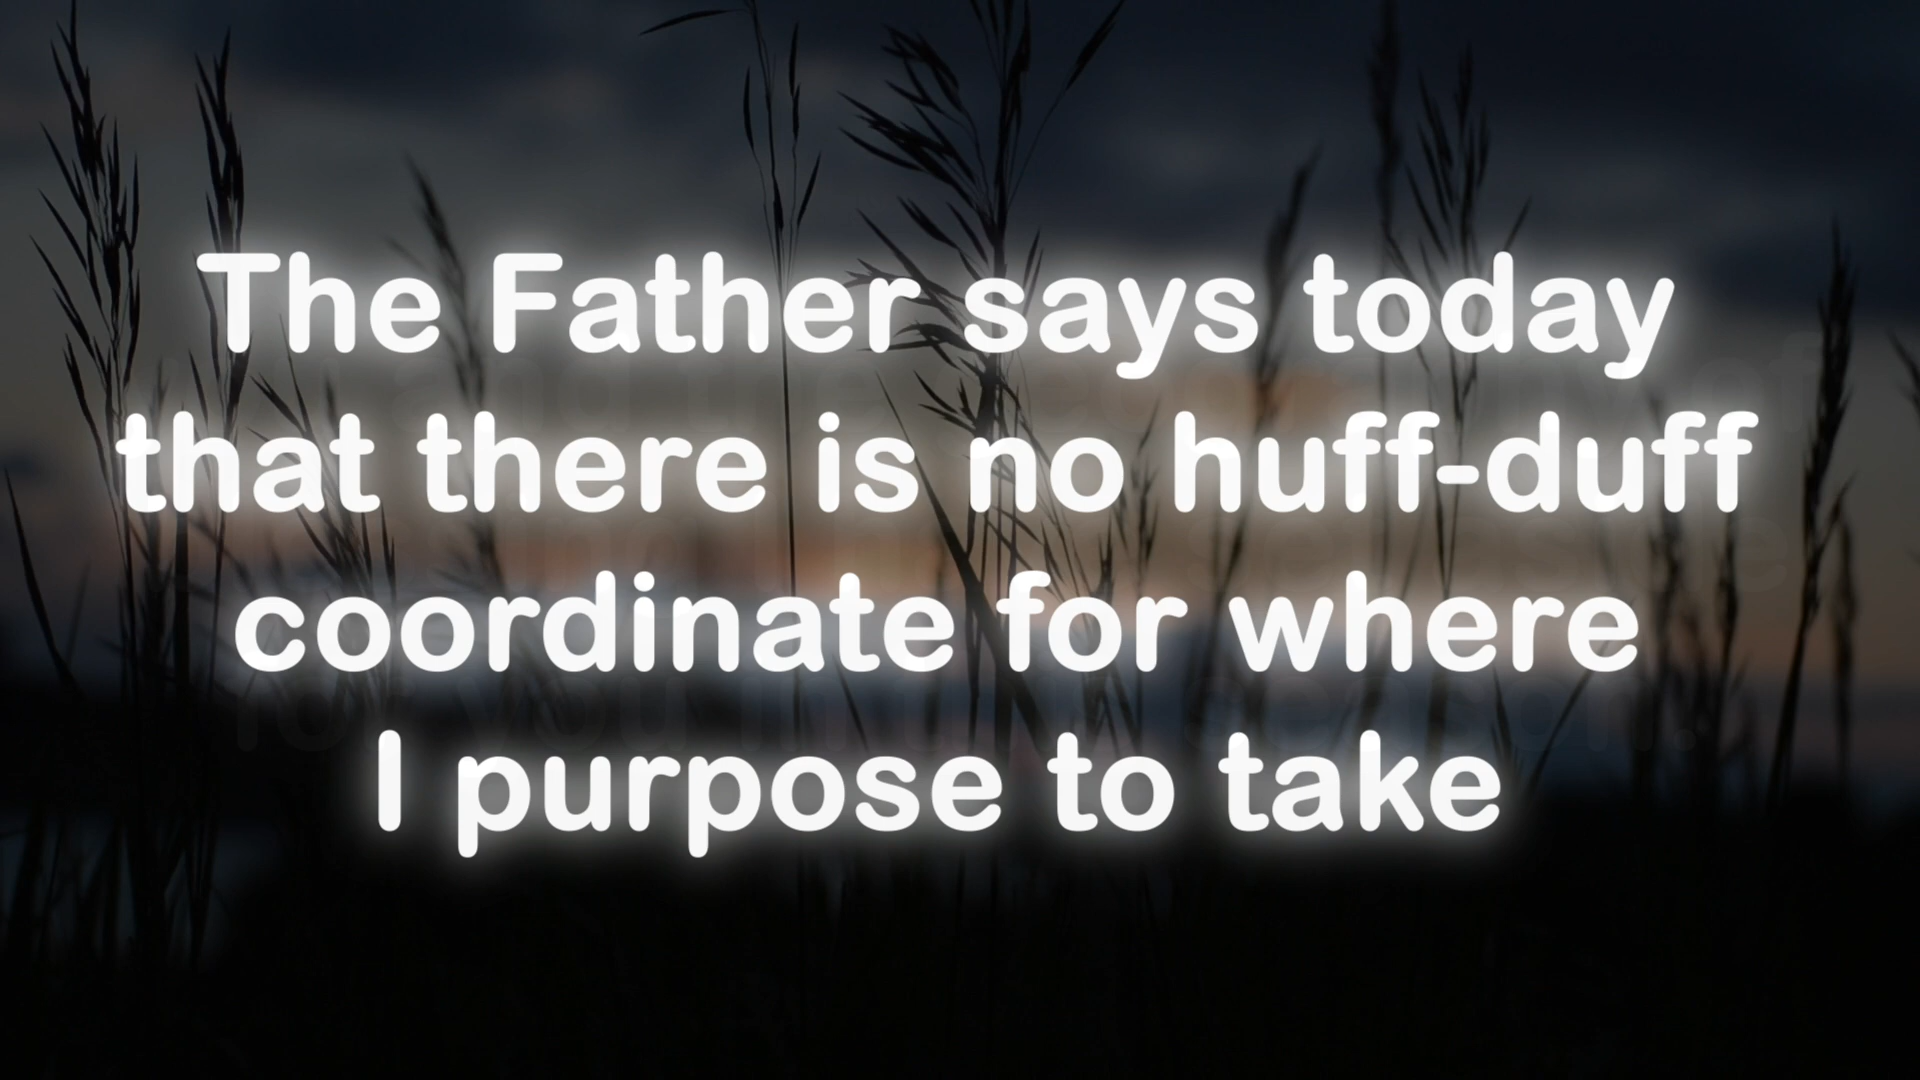 The Father says today
that there is no huff-duff
coordinate for where
I purpose to take